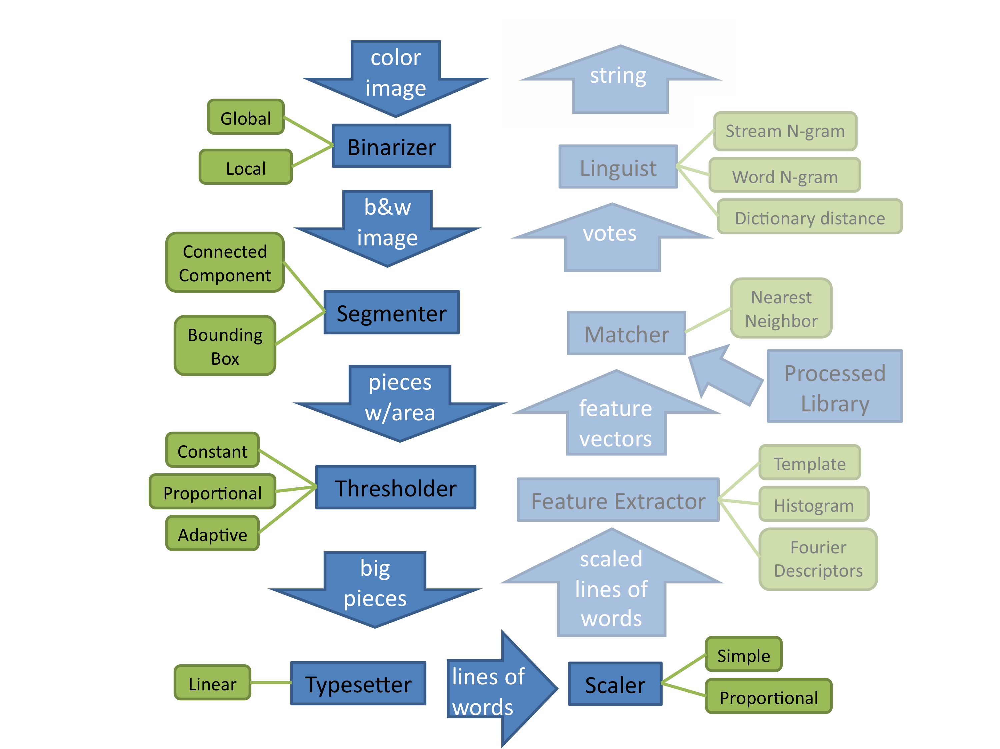 color
image
Global
Local
Binarizer
b&w
image
Connected
Component
Bounding
Box
Segmenter
pieces
w/area
Constant
Proportional
Adaptive
Thresholder
big
pieces
Linear
Typesetter
lines of
words
Scaler
Simple
Proportional
scaled
lines of
words
Feature Extractor
Template
Histogram
Fourier
Descriptors
feature
vectors
Matcher
Nearest
Neighbor
Processed
Library
votes
Linguist
Stream N-gram
Word N-gram
Dictionary distance
string